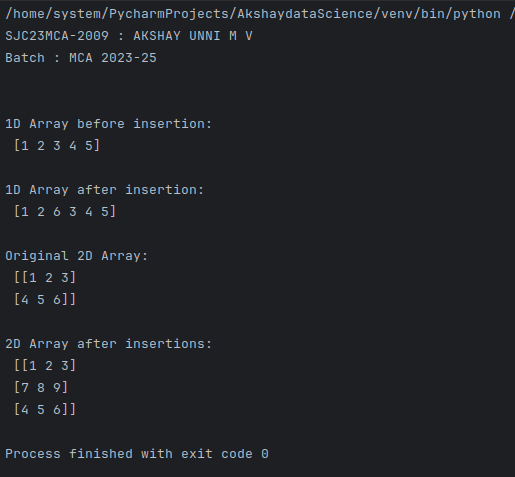 /home/system/PycharmProjects/AkshaydataScience/venv/bin/python /
SJC23MCA-2009 : AKSHAY UNNI M V
Batch : MCA 2023-25
1D Array before insertion:
[1 2 3 4 5]
1D Array after insertion:
[1 2 6 3 4 5]
Original 2D Array:
[[1 2 3]
[4 5 6]]
2D Array after insertions:
[[1 2 3]
[7 8 9]
[4 5 6]]
Process finished with exit code 0